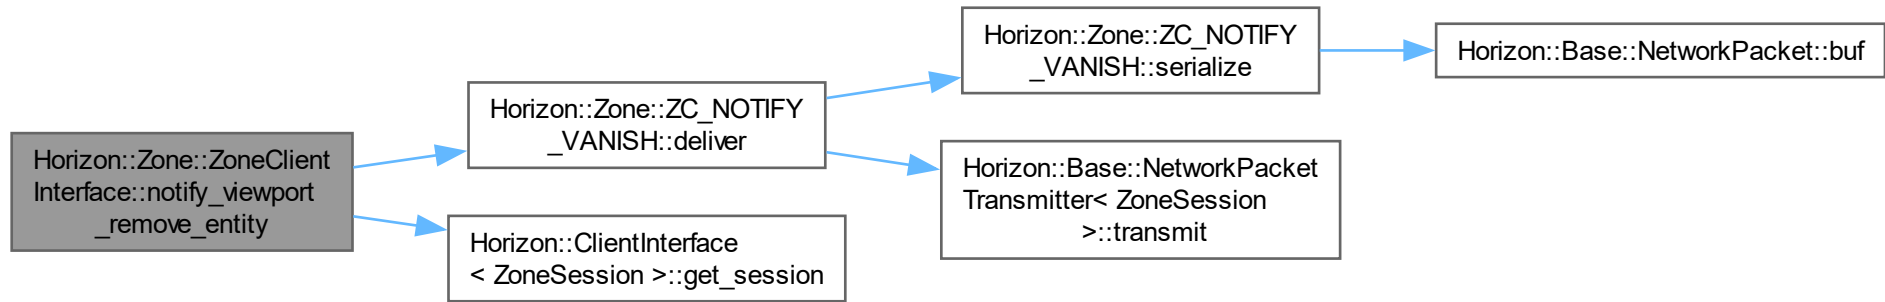 Horizon::Zone::ZoneClient
Interface::notify_viewport
_remove_entity
Horizon::Zone::ZC_NOTIFY
_VANISH::deliver
Horizon::Zone::ZC_NOTIFY
_VANISH::serialize
Horizon::Base::NetworkPacket::buf
Horizon::Base::NetworkPacket
Transmitter< ZoneSession
>::transmit
Horizon::ClientInterface
< ZoneSession >::get_session